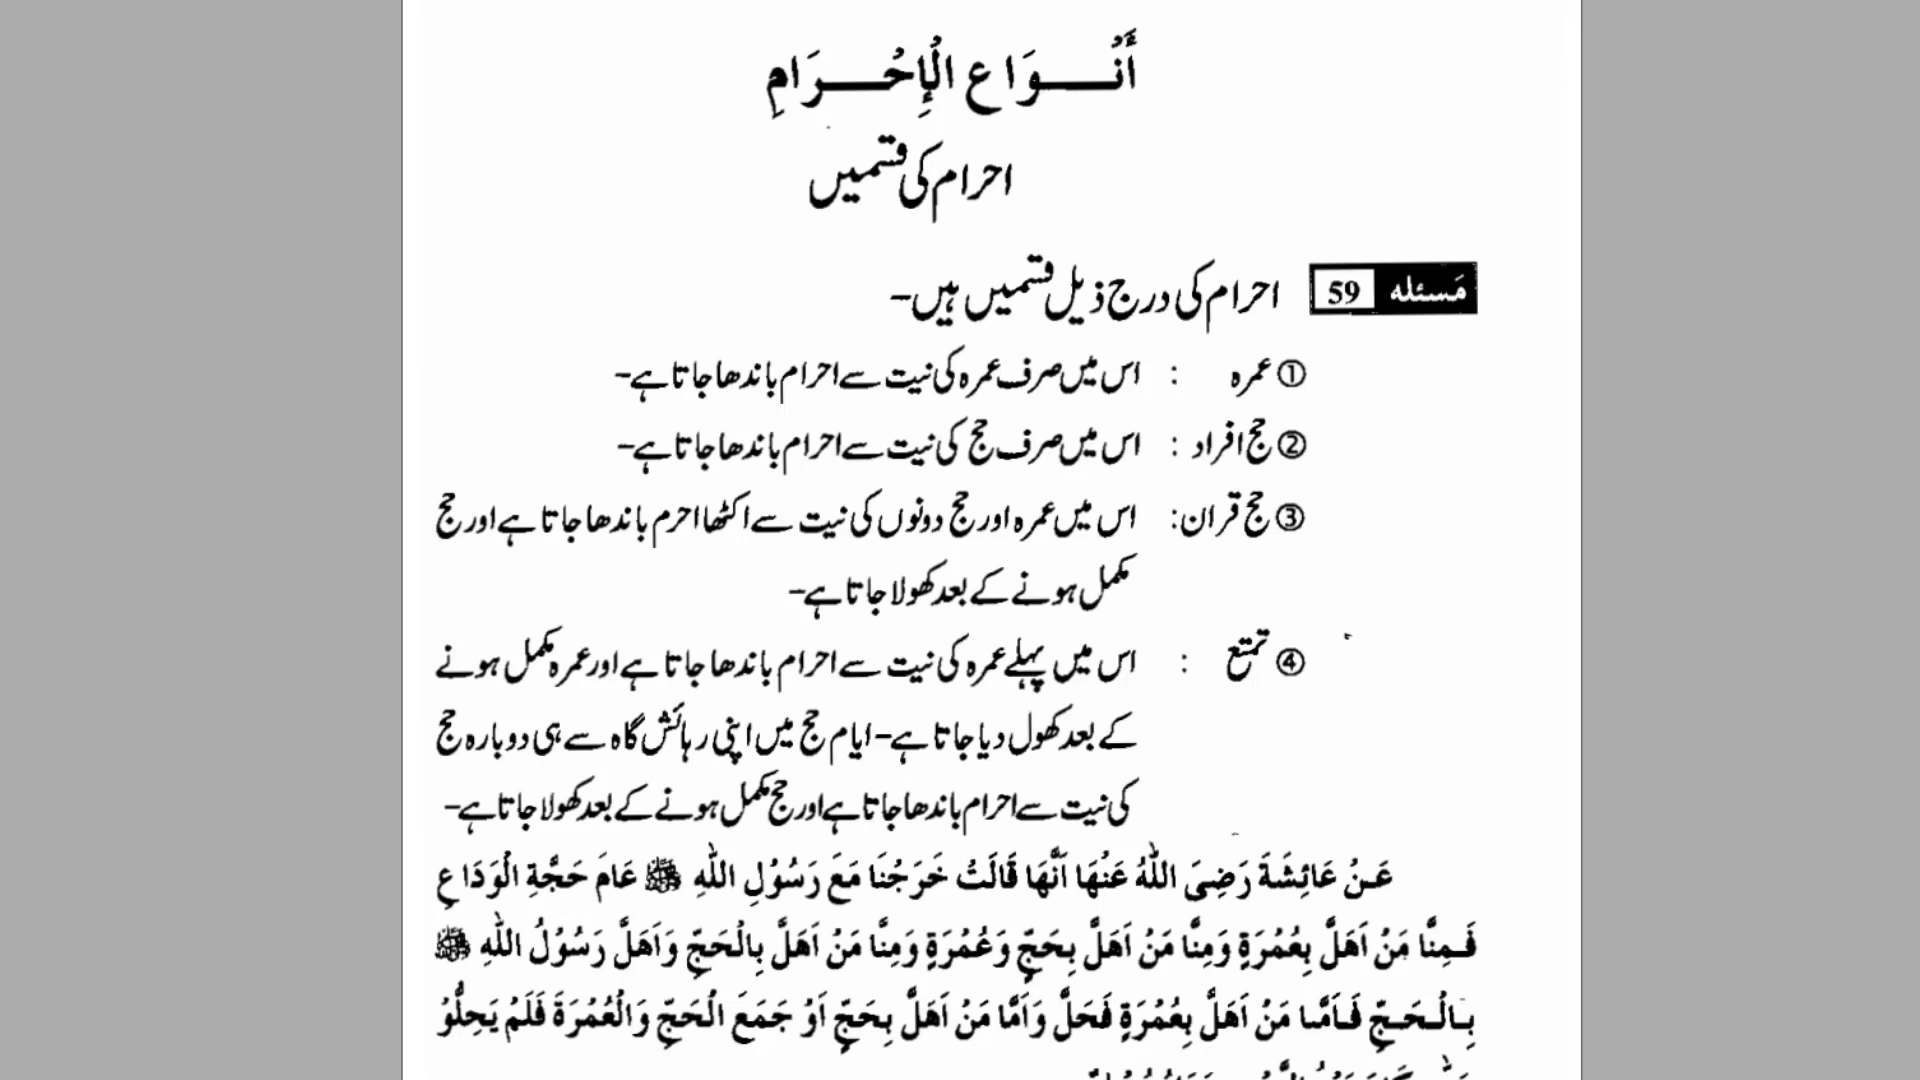 أَنْوَاعُ الْإِحْرَامِ
احرام کی قسمیں
مَسئله 59 احرام کی درج ذیل قسمیں ہیں۔
① عمرہ : اس میں صرف عمرہ کی نیت سے احرام باندھا جاتا ہے۔
② حج افراد : اس میں صرف حج کی نیت سے احرام باندھا جاتا ہے۔
③ حج قران: اس میں عمرہ اور حج دونوں کی نیت سے اکٹھا احرم باندھا جاتا ہے اور حج
مکمل ہونے کے بعد کھولا جاتا ہے۔
④ تمتع : اس میں پہلے عمرہ کی نیت سے احرام باندھا جاتا ہے اور عمرہ مکمل ہونے
کے بعد کھول دیا جاتا ہے۔ ایام حج میں اپنی رہائش گاہ سے ہی دوبارہ حج
کی نیت سے احرام باندھا جاتا ہے اور حج مکمل ہونے کے بعد کھولا جاتا ہے۔
عَنْ عَائِشَةَ رَضِىَ اللّٰهُ عَنْهَا اَنَّهَا قَالَتْ خَرَجْنَا مَعَ رَسُوْلِ اللّٰهِ ﷺ عَامَ حَجَّةِ الْوَدَاعِ
فَمِنَّا مَنْ اَهَلَّ بِعُمْرَةٍ وَمِنَّا مَنْ اَهَلَّ بِحَجٍّ وَعُمْرَةٍ وَمِنَّا مَنْ اَهَلَّ بِالْحَجِّ وَاَهَلَّ رَسُوْلُ اللّٰهِ ﷺ
بِالْحَجِّ فَاَمَّا مَنْ اَهَلَّ بِعُمْرَةٍ فَحَلَّ وَاَمَّا مَنْ اَهَلَّ بِحَجٍّ اَوْ جَمَعَ الْحَجَّ وَالْعُمْرَةَ فَلَمْ يَحِلُّوْ